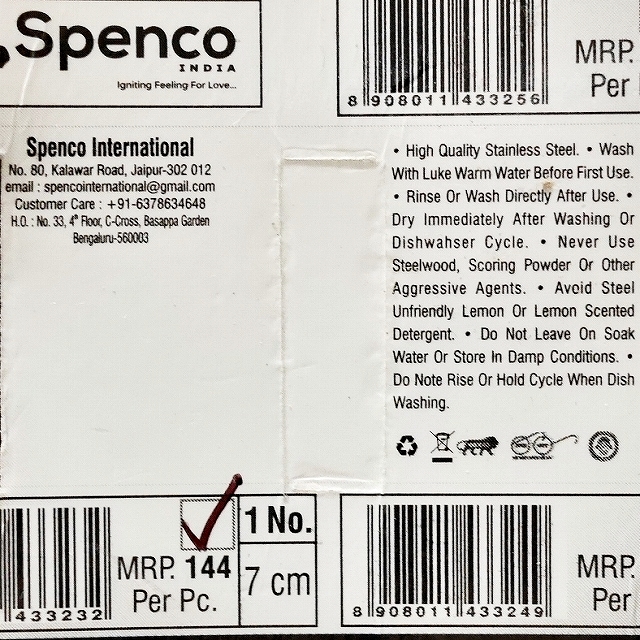 Spenco
INDIA
Igniting Feeling For Love...
8 908011 433256
MRP.
Per
Spenco International
No. 80, Kalawar Road, Jaipur-302 012
email : spencointernational@gmail.com
Customer Care : +91-6378634648
H.O. : No. 33, 4th Floor, C-Cross, Basappa Garden
Bengaluru-560003
• High Quality Stainless Steel. • Wash
With Luke Warm Water Before First Use.
• Rinse Or Wash Directly After Use. •
Dry Immediately After Washing Or
Dishwahser Cycle. • Never Use
Steelwood, Scoring Powder Or Other
Aggressive Agents. • Avoid Steel
Unfriendly Lemon Or Lemon Scented
Detergent. • Do Not Leave On Soak
Water Or Store In Damp Conditions. •
Do Note Rise Or Hold Cycle When Dish
Washing.
433232
MRP. 144
Per Pc.
1 No.
7 cm
8 908011 433249
MRP.
Per